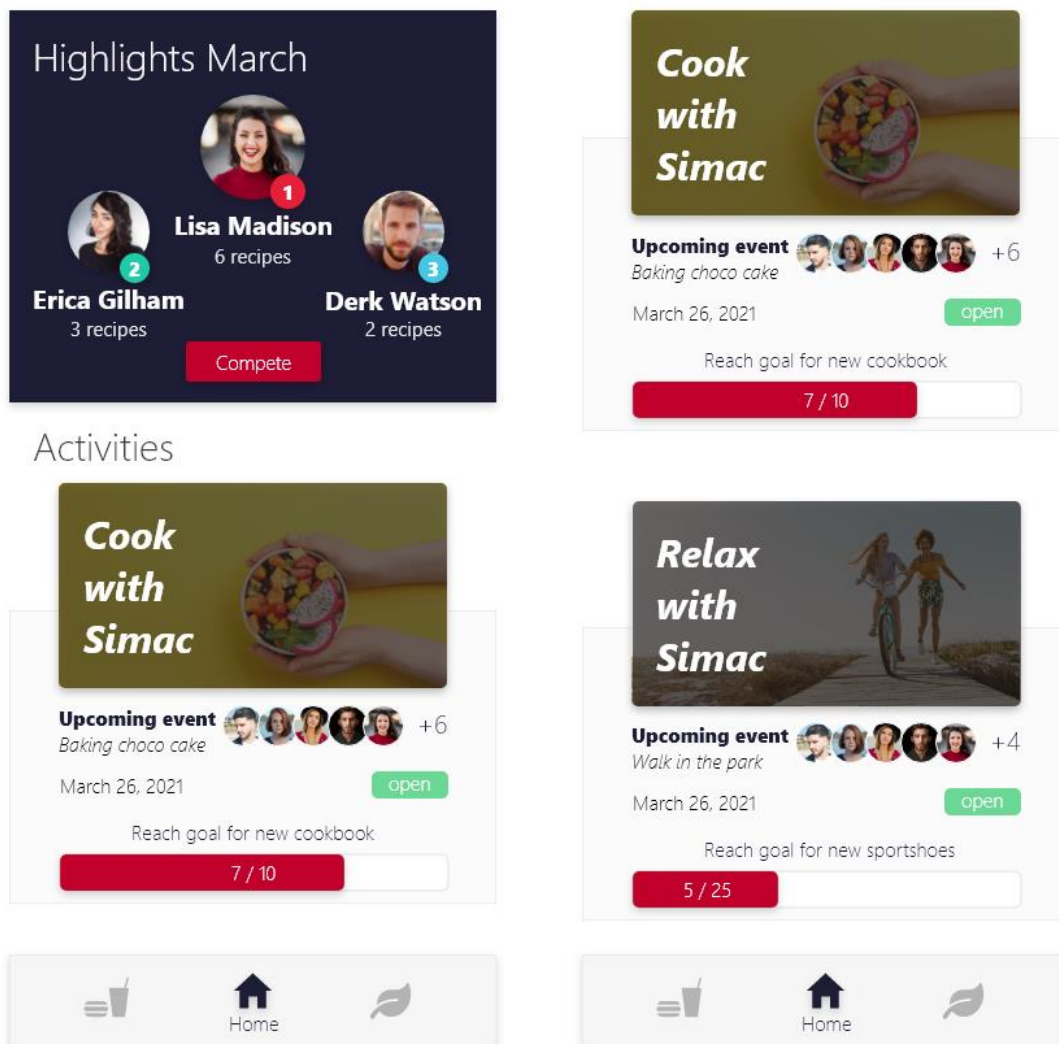 Highlights March
1
Lisa Madison
6 recipes
2
Erica Gilham
3 recipes
3
Derk Watson
2 recipes
Compete
Activities
Cook
with
Simac
Upcoming event
+6
Baking choco cake
March 26, 2021
open
Reach goal for new cookbook
7 / 10
Home
Cook
with
Simac
Upcoming event
+6
Baking choco cake
March 26, 2021
open
Reach goal for new cookbook
7 / 10
Relax
with
Simac
Upcoming event
+4
Walk in the park
March 26, 2021
open
Reach goal for new sportshoes
5 / 25
Home